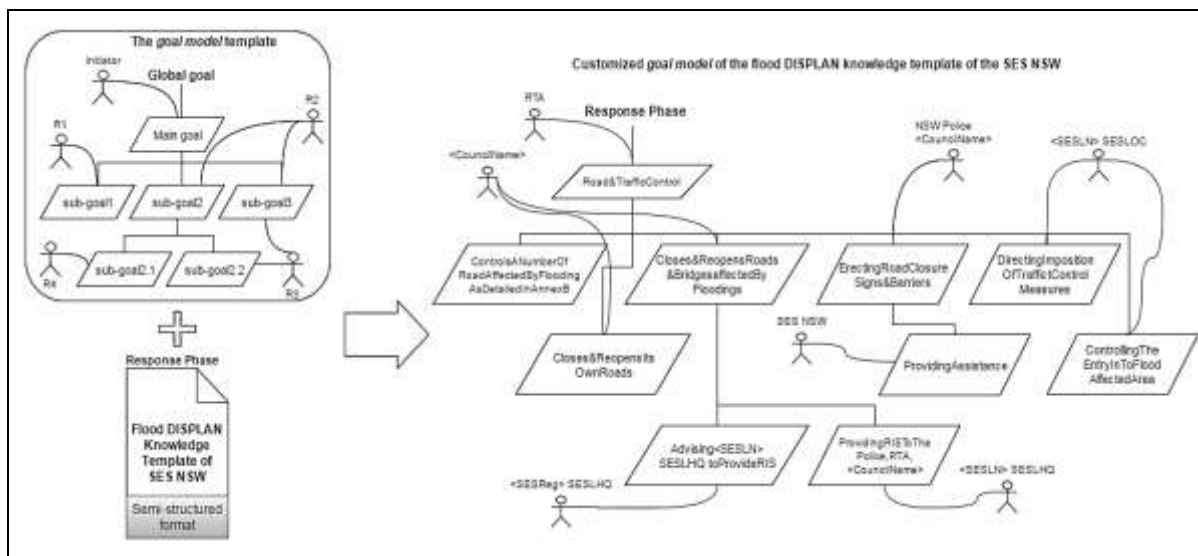 The goal model template
Initiator
Global goal
R2
R1
Main goal
sub-goal1
sub-goal2
sub-goal3
sub-goal2.1
sub-goal2.2
R4
R5
Response Phase
Flood DISPLAN
Knowledge
Template of
SES NSW
Semi-structured
format
Customized goal model of the flood DISPLAN knowledge template of the SES NSW
RTA
Response Phase
<CouncilName>
Road&TrafficControl
NSW Police
<CouncilName>
<SESLN> SESLOC
ControlsANumberOf
RoadAffectedByFlooding
AsDetailedInAnnexB
Closes&ReopensRoads
&BridgesaffectedBy
Floodings
ErectingRoadClosure
Signs&Barriers
DirectingImposition
OfTraffictControl
Measures
Closes&ReopensIts
OwnRoads
SES NSW
ProvidingAssistance
ControllingThe
EntryInToFlood
AffectedArea
Advising<SESLN>
SESLHQ toProvideRIS
ProvidingRISToThe
Police, RTA,
<CouncilName>
<SESReg> SESLHQ
<SESLN> SESLHQ